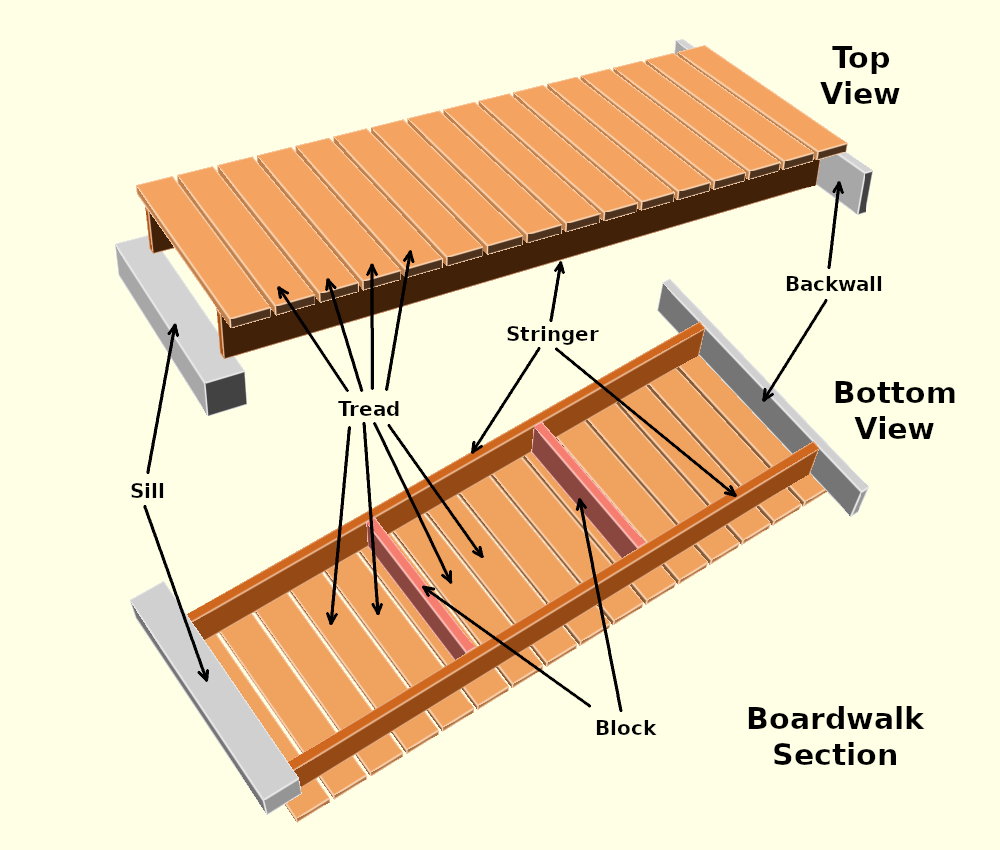 Top
View
Backwall
Stringer
Bottom
View
Tread
Sill
Block
Boardwalk
Section